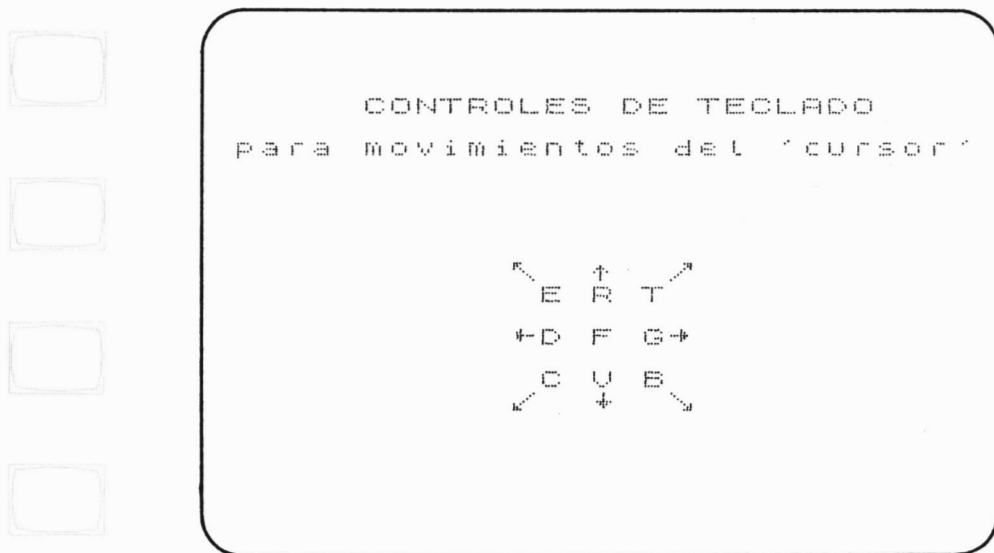 CONTROLES DE TECLADO
para movimientos del 'cursor'
E R T
D F G
C V B